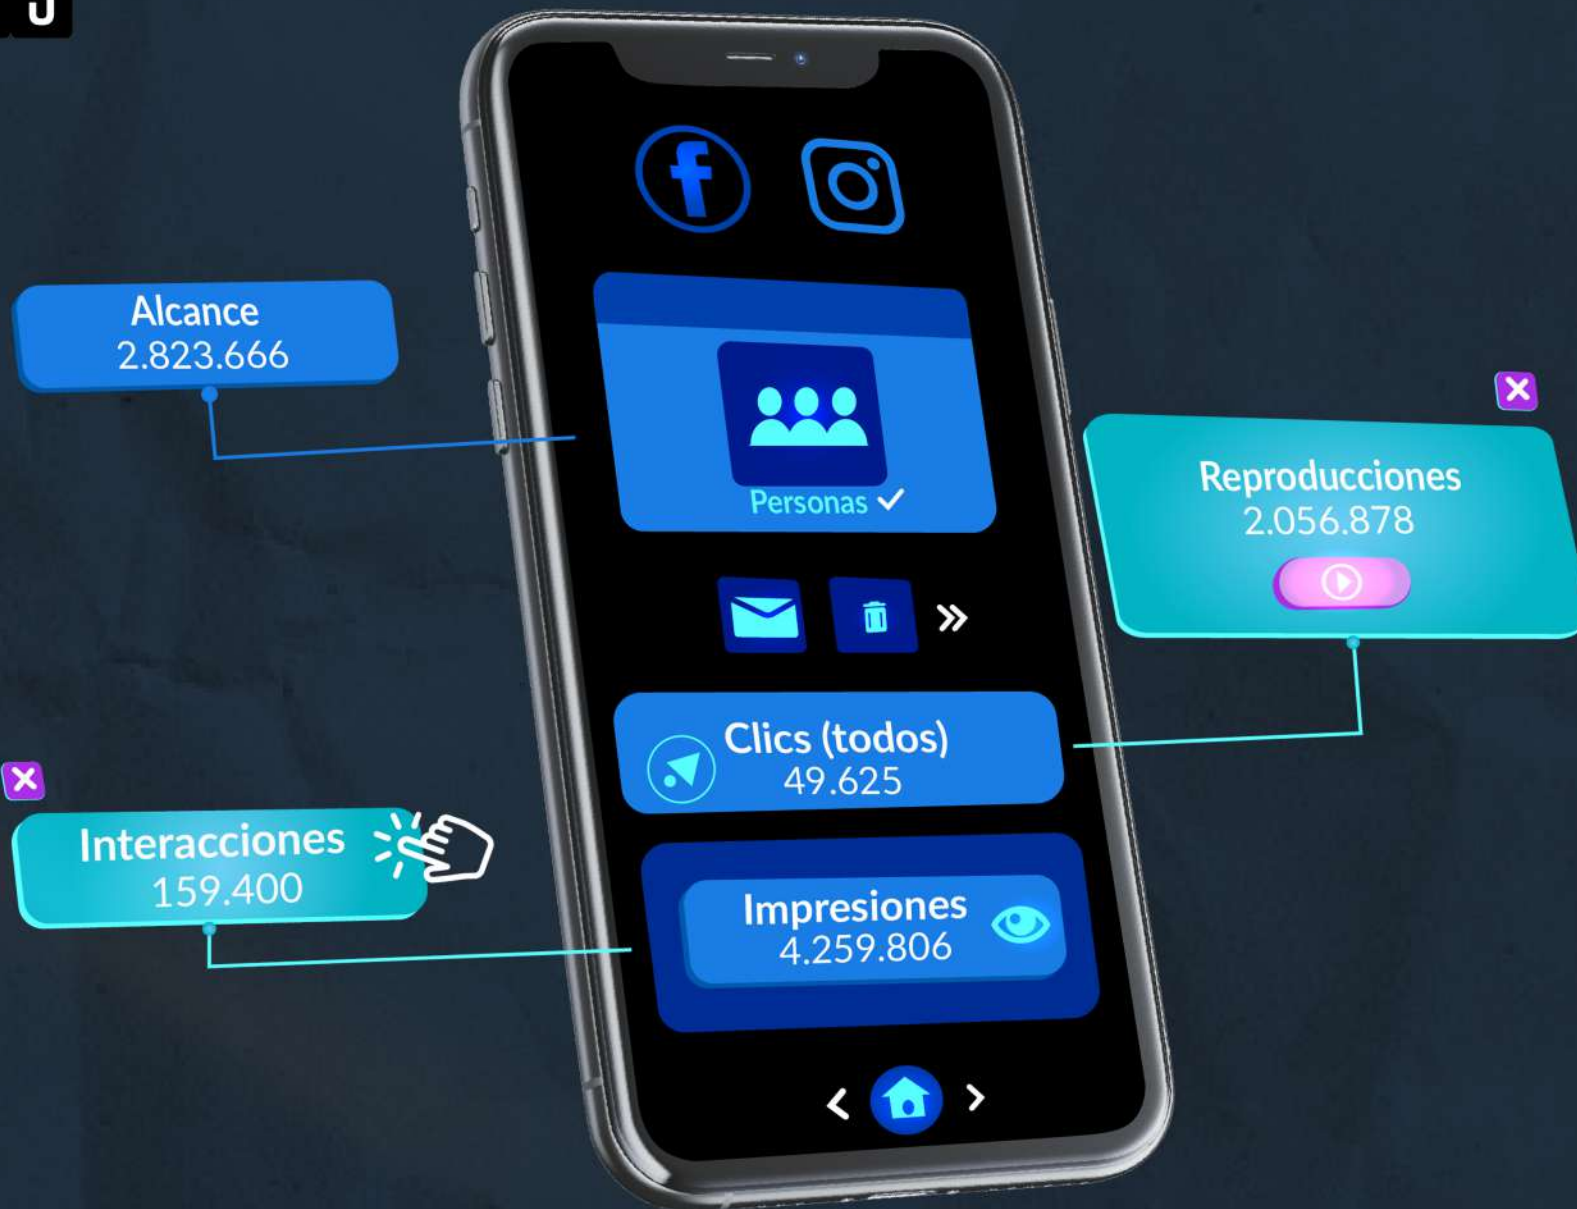 Alcance
2.823.666
Personas
Reproducciones
2.056.878
Clics (todos)
49.625
Interacciones
159.400
Impresiones
4.259.806